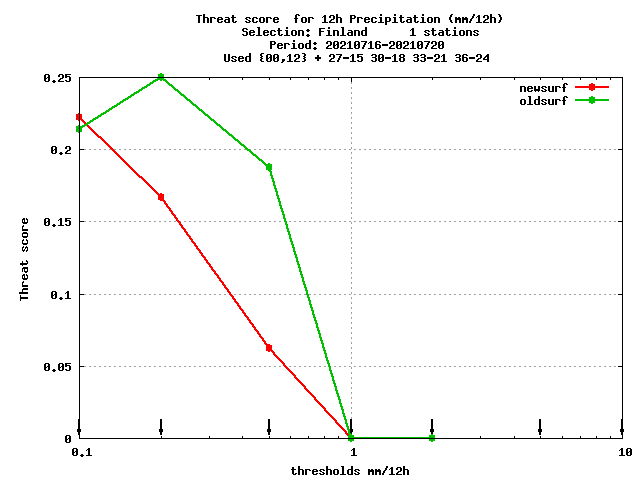 Threat score  for 12h Precipitation (mm/12h)
Selection: Finland      1 stations
Period: 20210716-20210720
Used {00,12} + 27-15 30-18 33-21 36-24
newsurf
oldsurf
0.25
0.2
0.15
0.1
0.05
0
Threat score
0.1
1
10
thresholds mm/12h